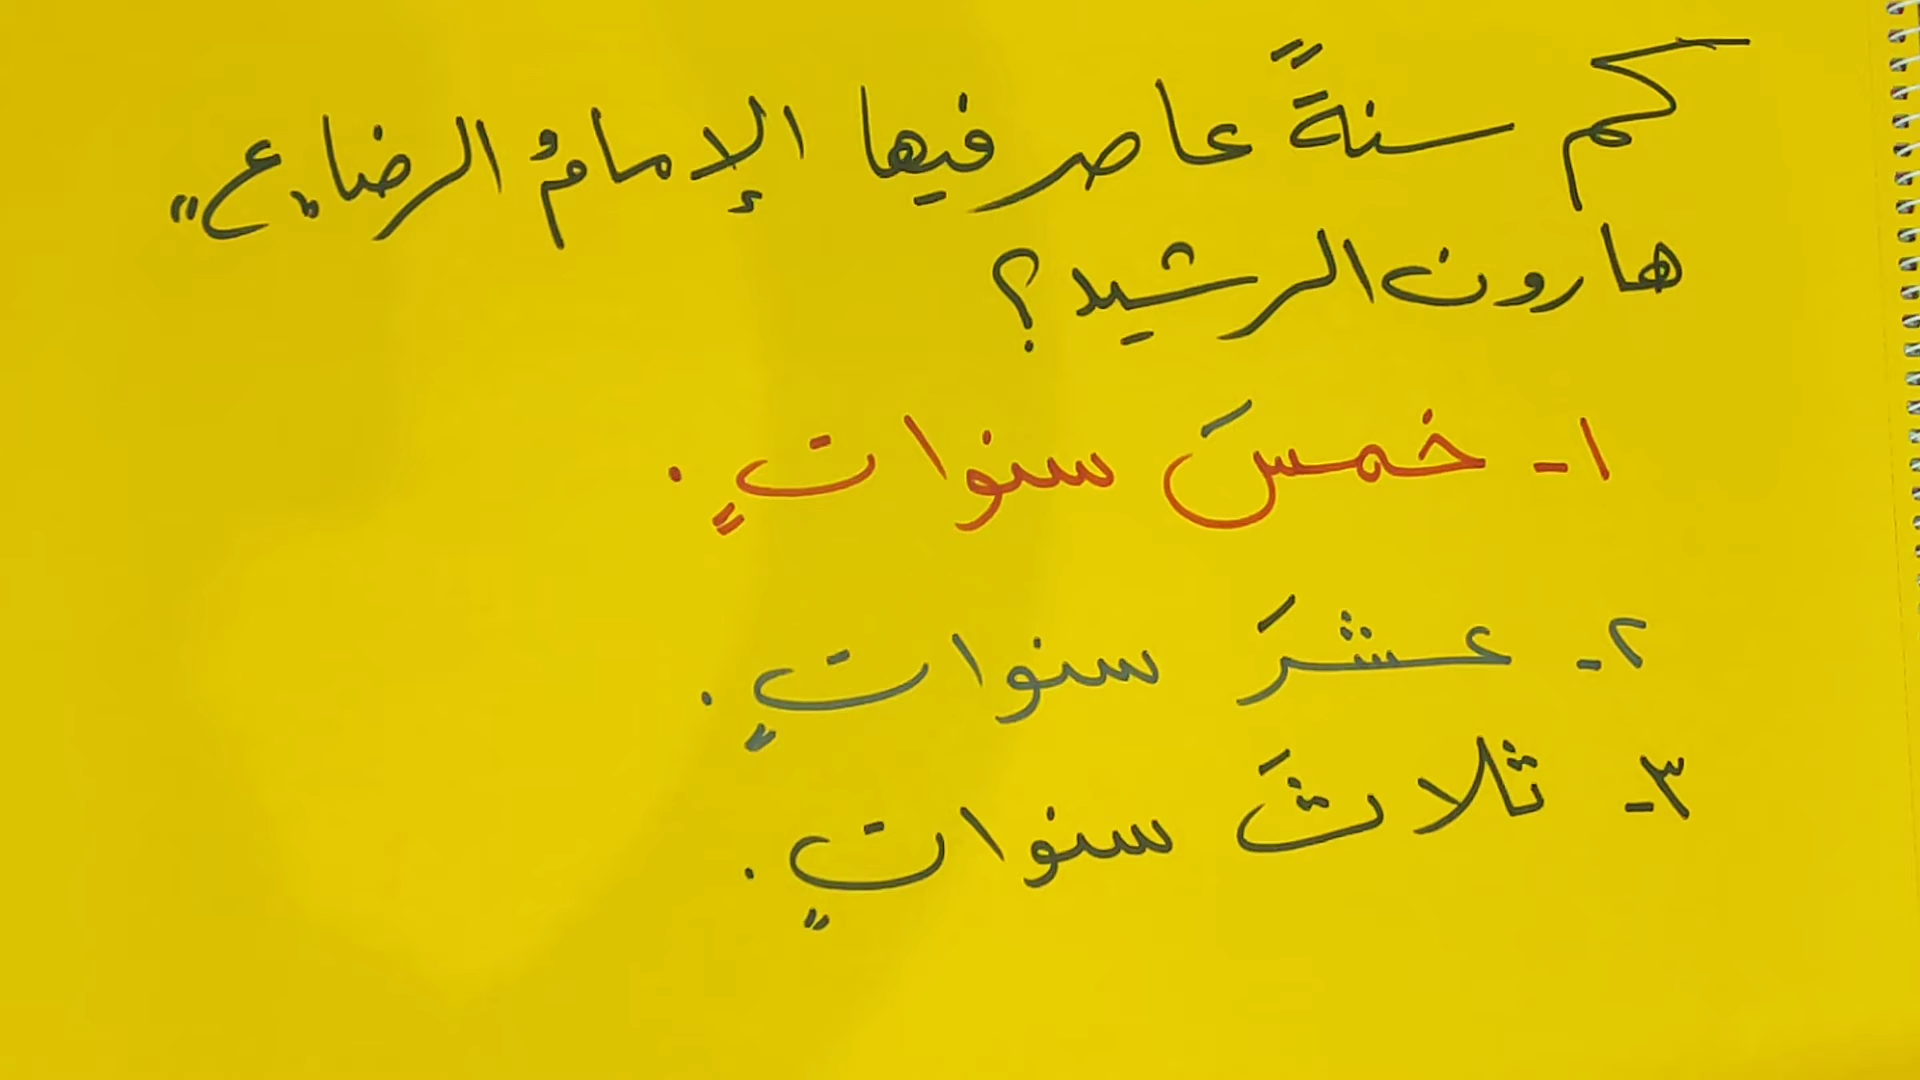 كم سنةً عاصر فيها الإمامُ الرضا "ع"
هارون الرشيد؟
١- خمسَ سنواتٍ.
٢- عشرَ سنواتٍ.
٣- ثلاثَ سنواتٍ.